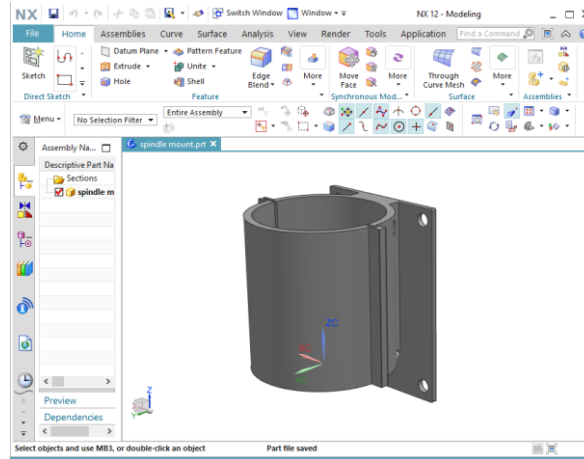 NX
Switch Window Window
NX 12 - Modeling
File Home Assemblies Curve Surface Analysis View Render Tools Application Find a Command
Sketch
Datum Plane
Extrude
Hole
Pattern Feature
Unite
Shell
Edge Blend
More
Move Face
More
Through Curve Mesh
More
Direct Sketch Feature Synchronous Mod... Surface Assemblies
Menu No Selection Filter Entire Assembly
Assembly Na...
spindle mount.prt
Descriptive Part Na
Sections
spindle m
ZC
YC
Z
Y
Preview
Dependencies
Select objects and use MB3, or double-click an object Part file saved